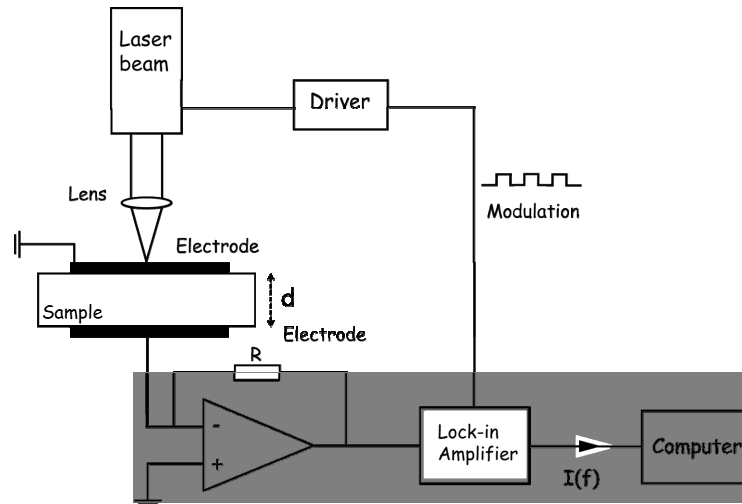 Laser
beam
Driver
Lens
Modulation
Electrode
d
Sample
Electrode
R
-
+
Lock-in
Amplifier
I(f)
Computer